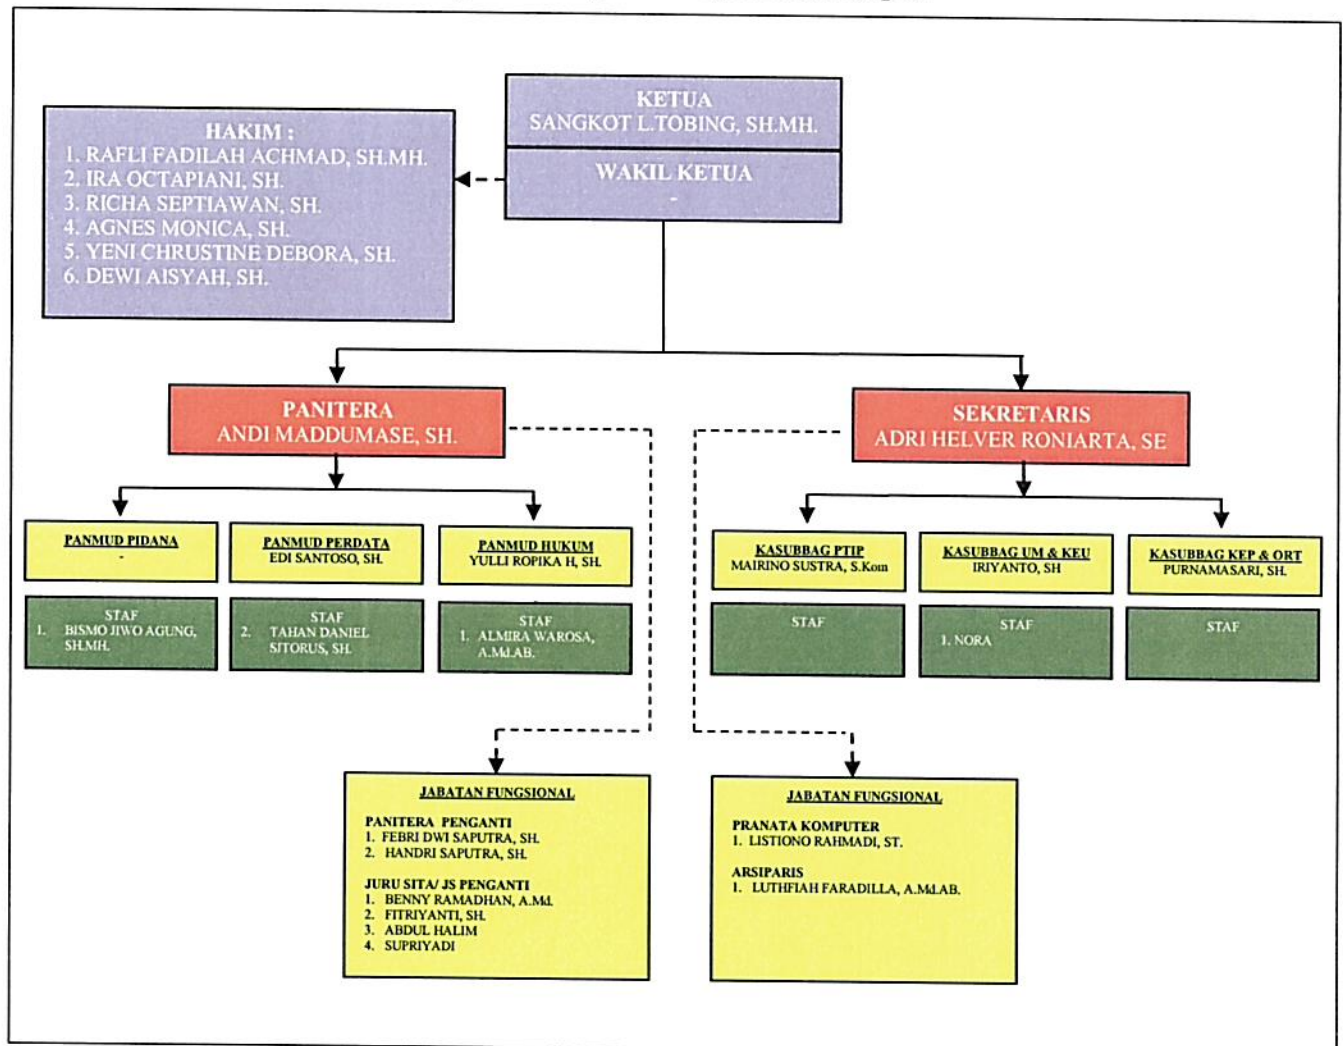 KETUA
SANGKOT L.TOBING, SH.MH.
WAKIL KETUA
-
HAKIM :
1. RAFLI FADILAH ACHMAD, SH.MH.
2. IRA OCTAPIANI, SH.
3. RICHA SEPTIAWAN, SH.
4. AGNES MONICA, SH.
5. YENI CHRUSTINE DEBORA, SH.
6. DEWI AISYAH, SH.
PANITERA
ANDI MADDUMASE, SH.
SEKRETARIS
ADRI HELVER RONIARTA, SE
PANMUD PIDANA
-
PANMUD PERDATA
EDI SANTOSO, SH.
PANMUD HUKUM
YULLI ROPIKA H, SH.
KASUBBAG PTIP
MAIRINO SUSTRA, S.Kom
KASUBBAG UM & KEU
IRIYANTO, SH
KASUBBAG KEP & ORT
PURNAMASARI, SH.
STAF
1. BISMO JIWO AGUNG,
SH.MH.
STAF
2. TAHAN DANIEL
SITORUS, SH.
STAF
1. ALMIRA WAROSA,
A.Md.AB.
STAF
STAF
1. NORA
STAF
JABATAN FUNGSIONAL
PANITERA PENGANTI
1. FEBRI DWI SAPUTRA, SH.
2. HANDRI SAPUTRA, SH.
JURU SITA/ JS PENGANTI
1. BENNY RAMADHAN, A.Md.
2. FITRIYANTI, SH.
3. ABDUL HALIM
4. SUPRIYADI
JABATAN FUNGSIONAL
PRANATA KOMPUTER
1. LISTIONO RAHMADI, ST.
ARSIPARIS
1. LUTHFIAH FARADILLA, A.Md.AB.